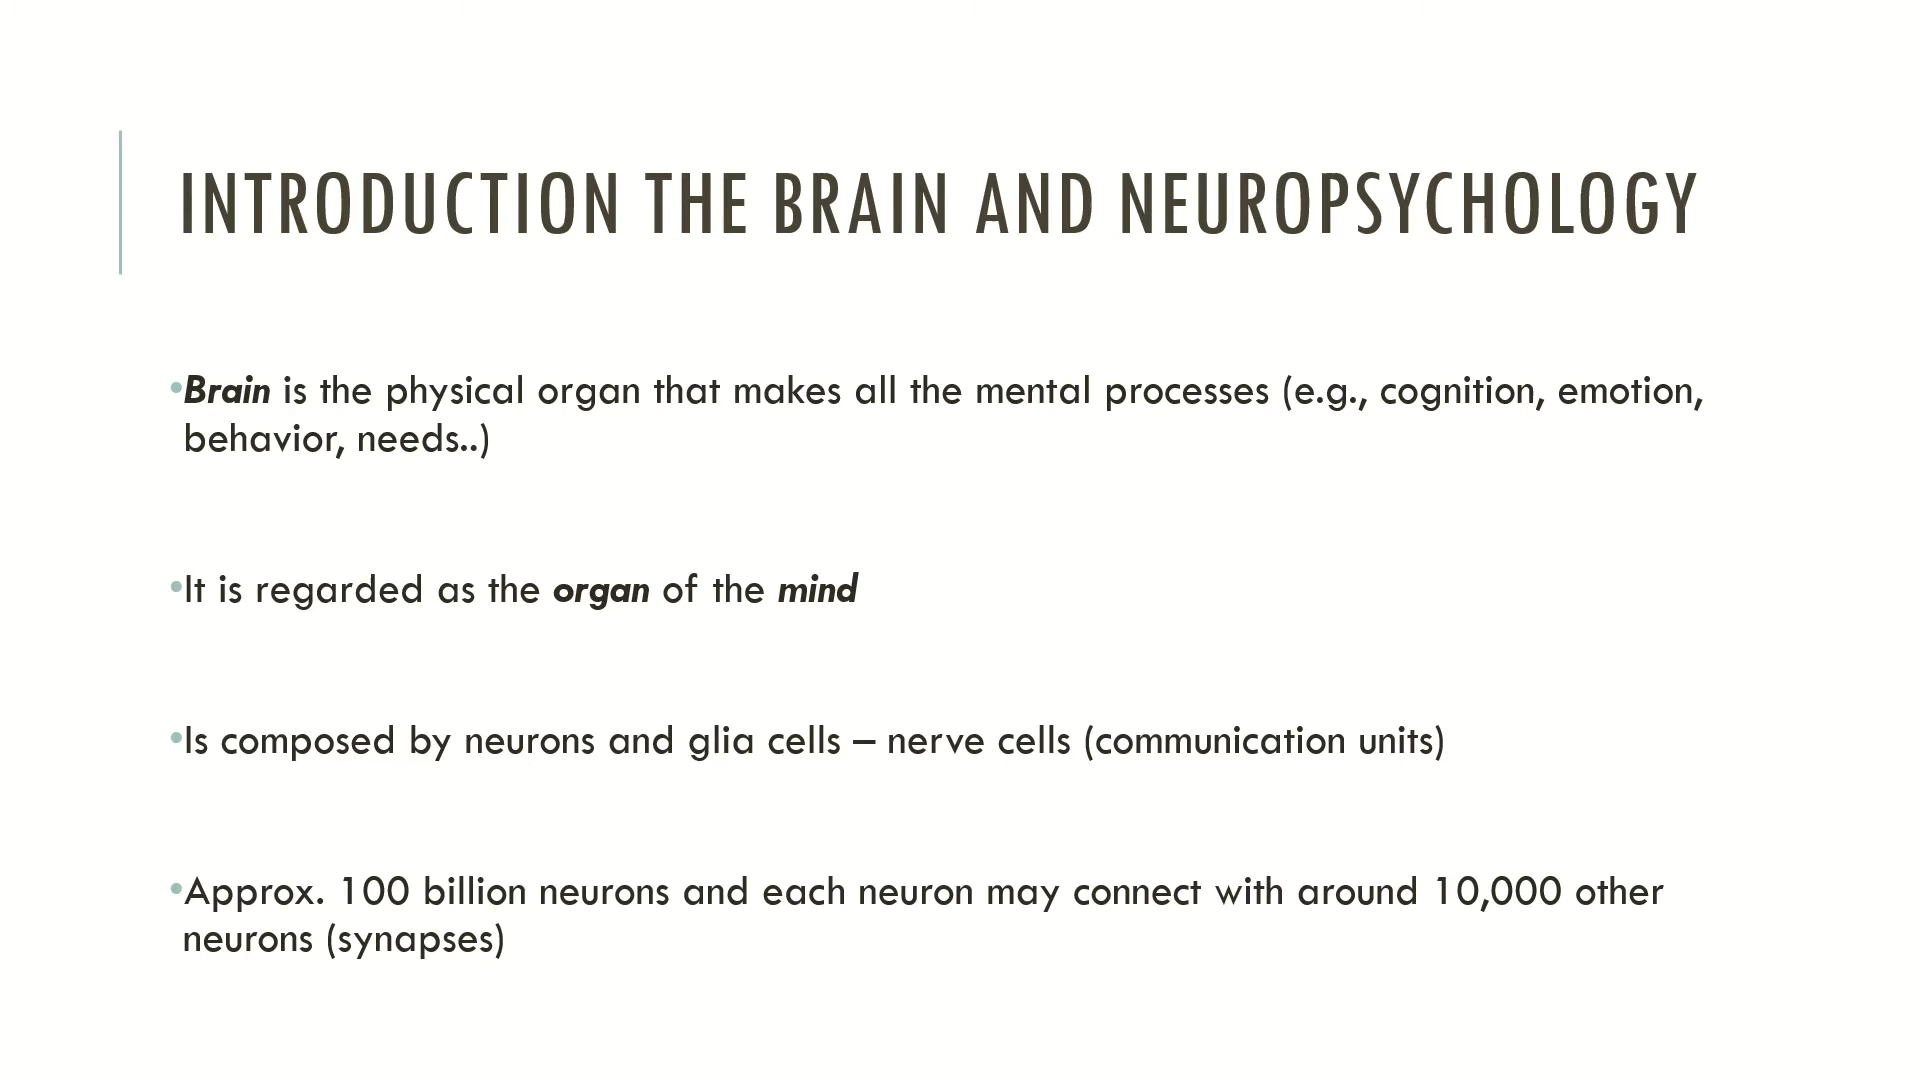 INTRODUCTION THE BRAIN AND NEUROPSYCHOLOGY
•Brain is the physical organ that makes all the mental processes (e.g., cognition, emotion,
behavior, needs..)
•It is regarded as the organ of the mind
•Is composed by neurons and glia cells – nerve cells (communication units)
•Approx. 100 billion neurons and each neuron may connect with around 10,000 other
neurons (synapses)